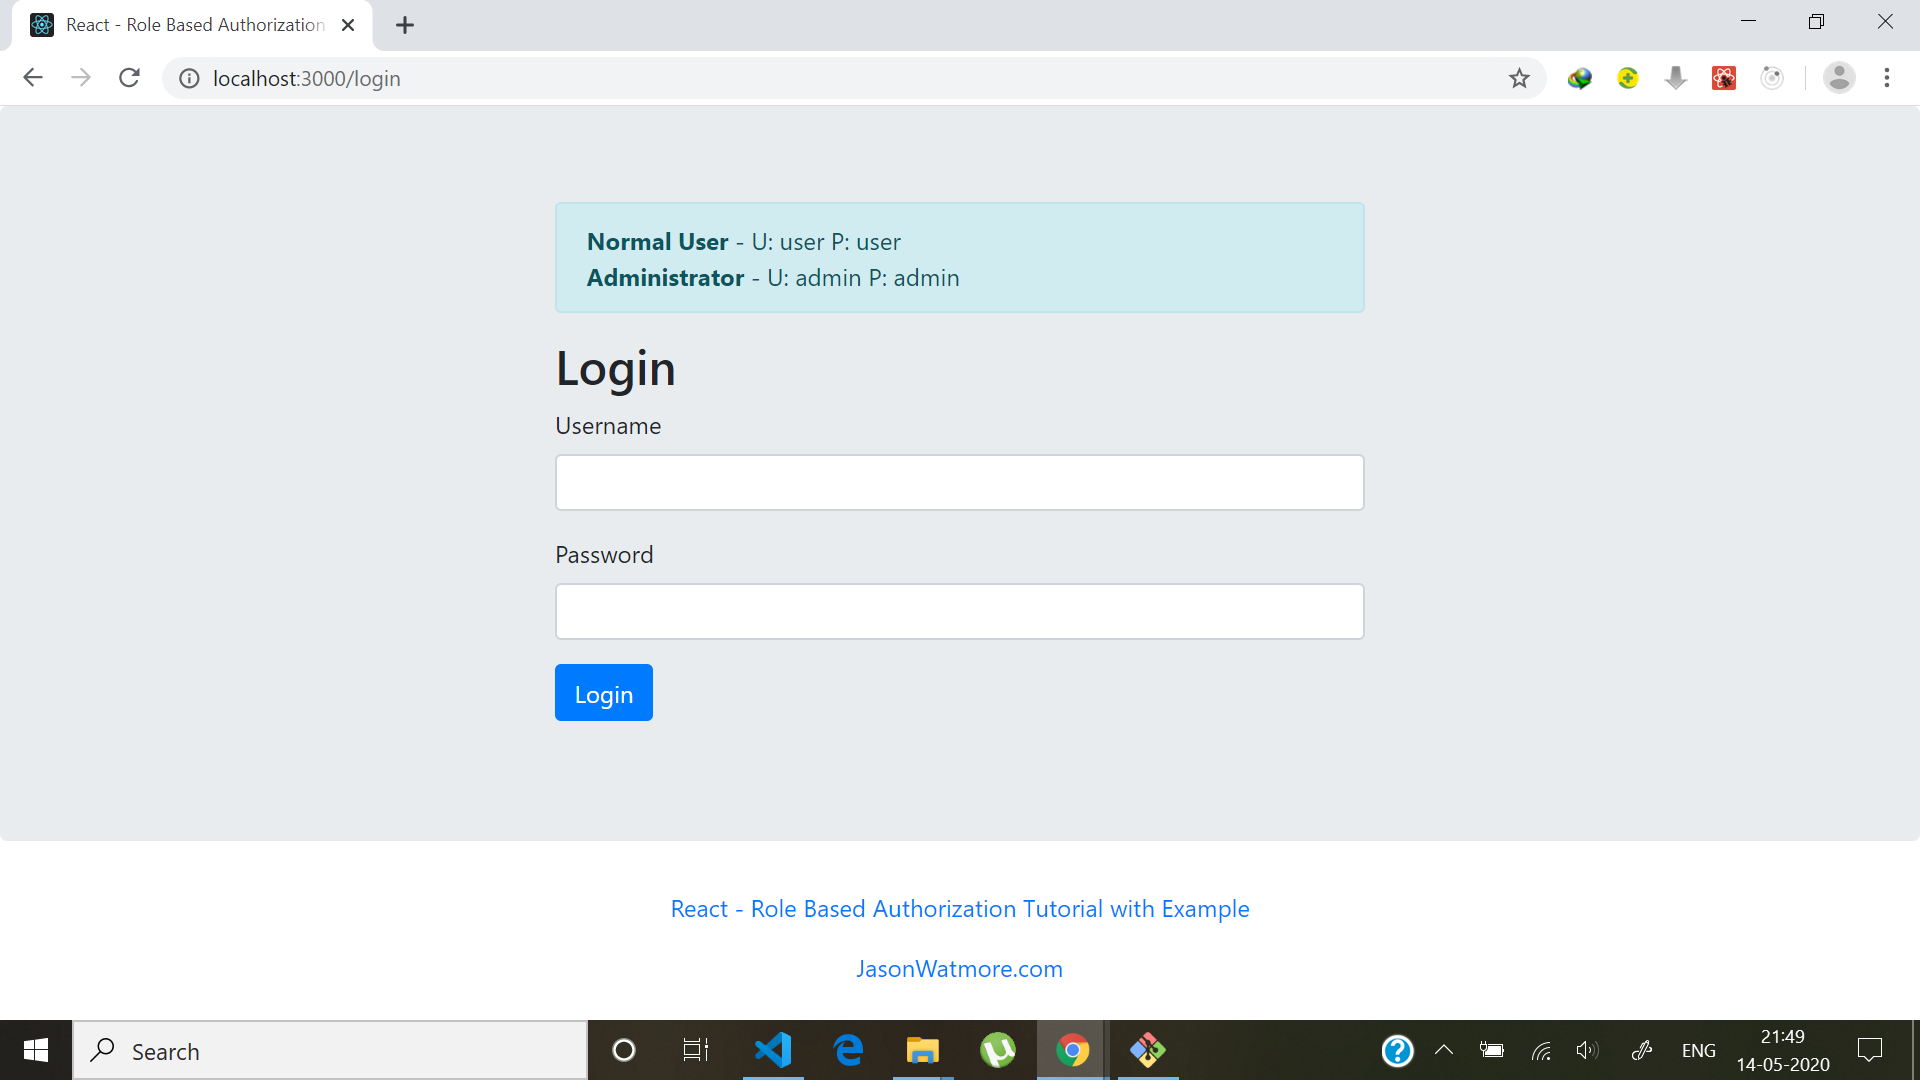 React - Role Based Authorization
localhost:3000/login
Normal User - U: user P: user
Administrator - U: admin P: admin
Login
Username
Password
Login
React - Role Based Authorization Tutorial with Example
JasonWatmore.com
Search
ENG
21:49
14-05-2020